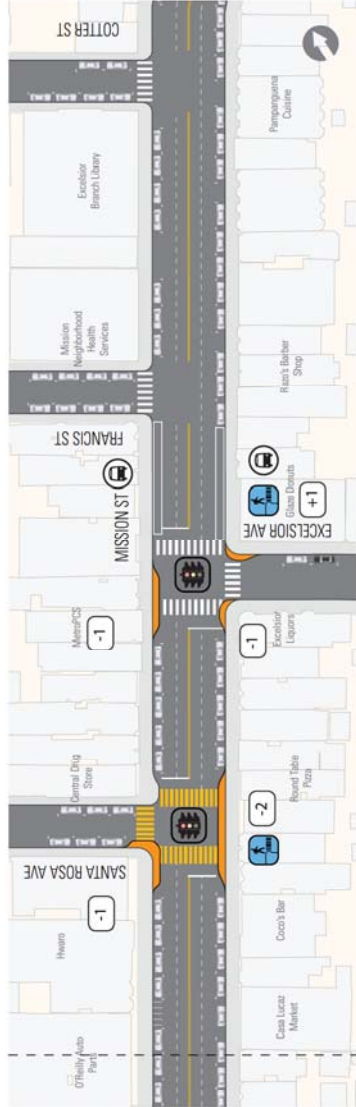 COTTER ST
Excelsior
Branch Library
Mission
Neighborhood
Health
Services
FRANCIS ST
MISSION ST
MetroPCS
-1
Central Drug
Store
SANTA ROSA AVE
-1
Hwaro
O'Reilly Auto
Parts
Pampanguena
Cuisine
Razo's Barber
Shop
Glaze Donuts
+1
EXCELSIOR AVE
-1
Excelsior
Liquors
Round Table
Pizza
-2
Coco's Bar
Casa Lucaz
Market